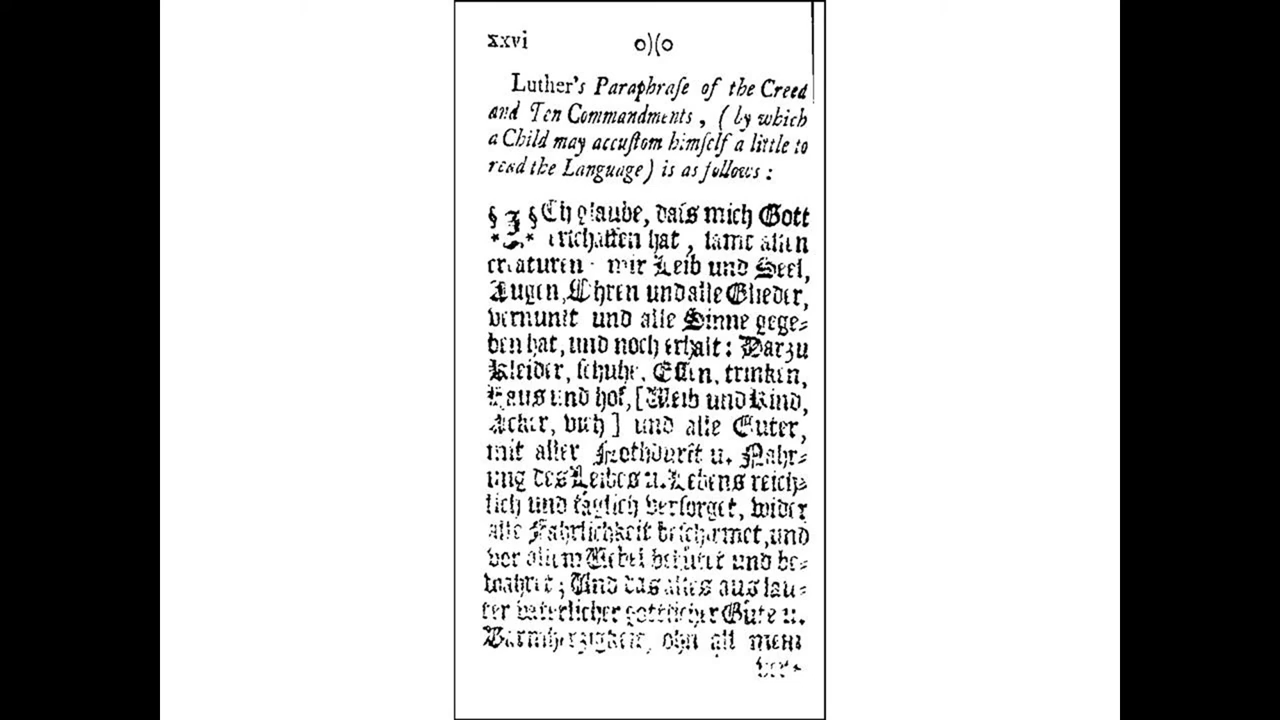 xxvi o)(o
Luther's Paraphraſe of the Creed
and Ten Commandments, (by which
a Child may accuſtom himſelf a little to
read the Language) is as follows:
ICh glaube, daſs mich Gott
erſchaffen hat, ſamt allen
creaturen mir Leib und Seel,
Augen, Ohren und alle Glieder,
vernunft und alle Sinne gege⸗
ben hat, und noch erhalt: Darzu
Kleider, ſchuhe, Eſſen, trinken,
Haus und hof, [Weib und Kind,
Acker, vieh] und alle Guter,
mit aller Nothdurft u. Nahr⸗
ung des Leibes u. Lebens reich⸗
lich und täglich verſorget, wider
alle Fahrlichkeit beſchirmet, und
vor allem Uebel behütet und be⸗
wahret; Und das alles aus lau⸗
ter vaterlicher gottlicher Güte u.
Barmherzigkeit, ohn all mein